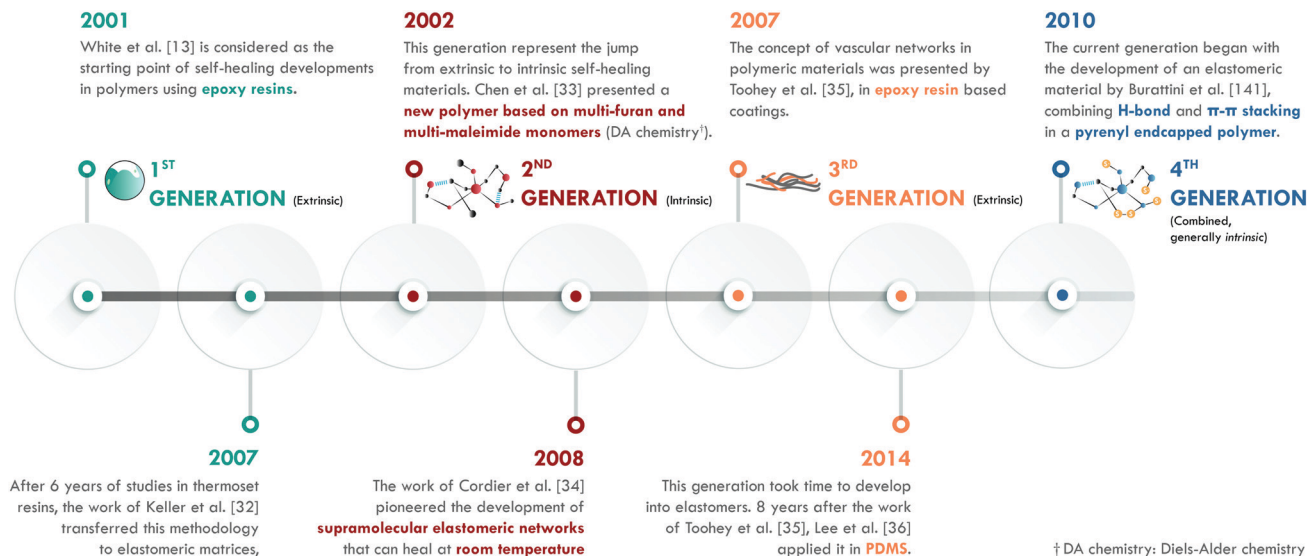 2001
White et al. [13] is considered as the
starting point of self-healing developments
in polymers using epoxy resins.
1ST
GENERATION (Extrinsic)
2002
This generation represent the jump
from extrinsic to intrinsic self-healing
materials. Chen et al. [33] presented a
new polymer based on multi-furan and
multi-maleimide monomers (DA chemistry†).
2ND
GENERATION (Intrinsic)
2007
The concept of vascular networks in
polymeric materials was presented by
Toohey et al. [35], in epoxy resin based
coatings.
3RD
GENERATION (Extrinsic)
2010
The current generation began with
the development of an elastomeric
material by Burattini et al. [141],
combining H-bond and π-π stacking
in a pyrenyl endcapped polymer.
4TH
GENERATION
(Combined,
generally intrinsic)
S
S
S
S
S
2007
After 6 years of studies in thermoset
resins, the work of Keller et al. [32]
transferred this methodology
to elastomeric matrices,
2008
The work of Cordier et al. [34]
pioneered the development of
supramolecular elastomeric networks
that can heal at room temperature
2014
This generation took time to develop
into elastomers. 8 years after the work
of Toohey et al. [35], Lee et al. [36]
applied it in PDMS.
† DA chemistry: Diels-Alder chemistry